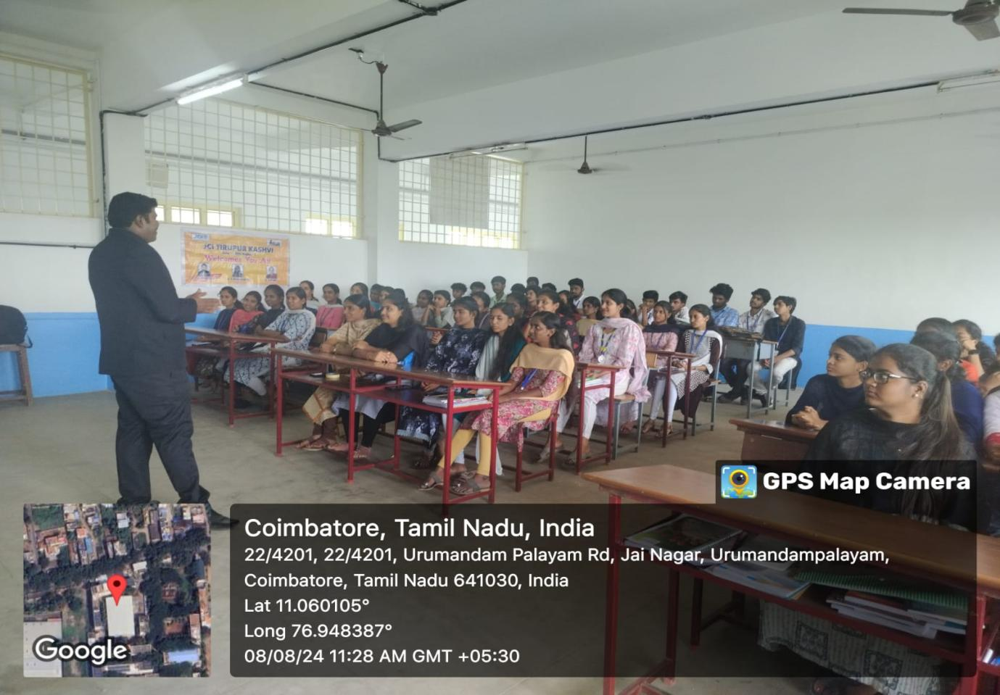 JCI TIRUPUR KASHVI
Welcomes You All
GPS Map Camera
Coimbatore, Tamil Nadu, India
22/4201, 22/4201, Urumandam Palayam Rd, Jai Nagar, Urumandampalayam,
Coimbatore, Tamil Nadu 641030, India
Lat 11.060105°
Long 76.948387°
08/08/24 11:28 AM GMT +05:30
Google